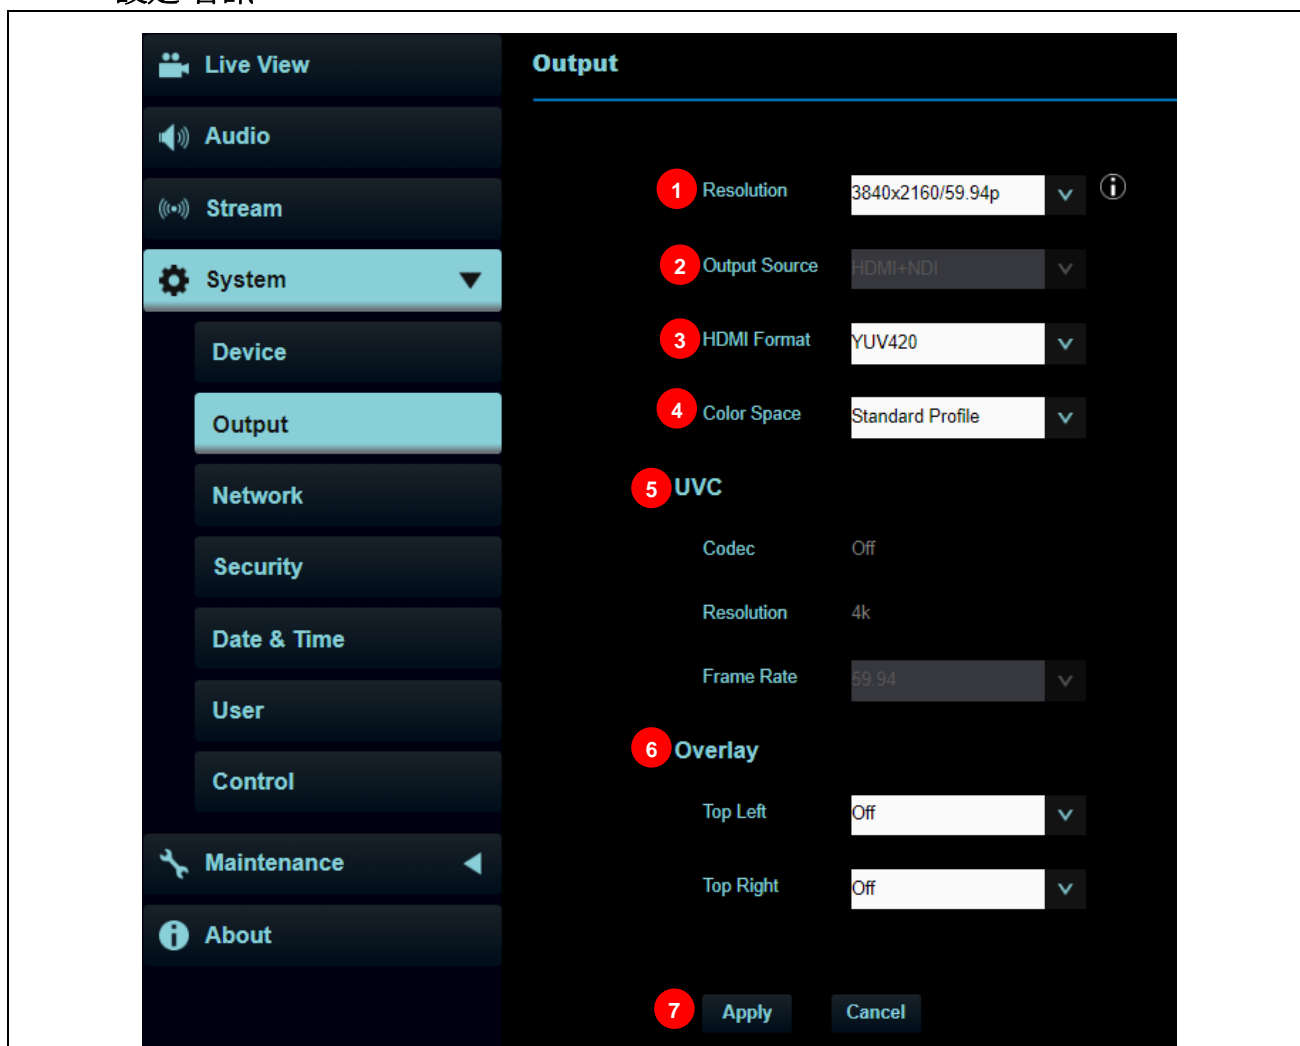 Live View
Output
Audio
1 Resolution 3840x2160/59.94p
Stream
2 Output Source HDMI+NDI
System
3 HDMI Format YUV420
Device
4 Color Space Standard Profile
Output
5 UVC
Network
Codec Off
Security
Resolution 4k
Date & Time
Frame Rate 59.94
User
6 Overlay
Control
Top Left Off
Maintenance
Top Right Off
About
7 Apply Cancel